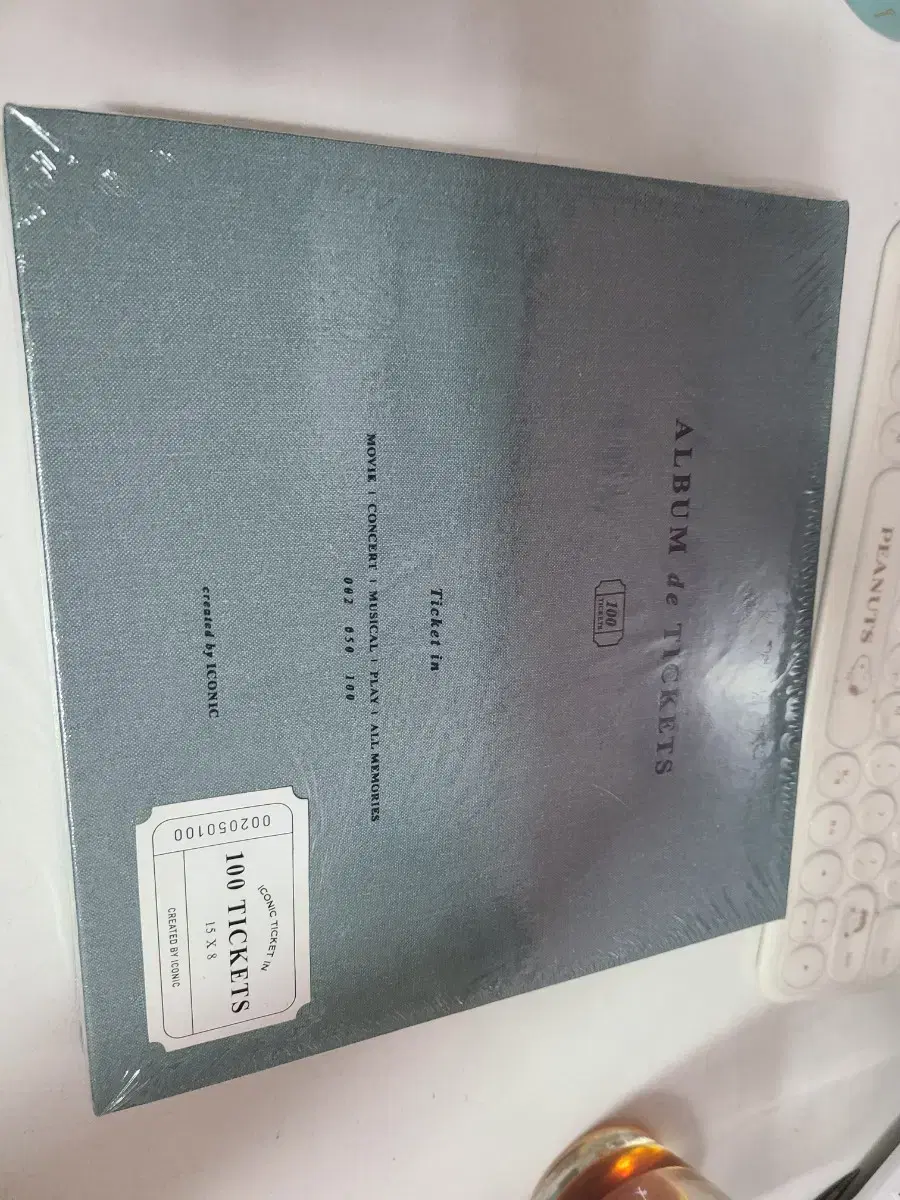 ALBUM de TICKETS
100
TICKETS
Ticket in
MOVIE | CONCERT | MUSICAL | PLAY | ALL MEMORIES
002 050 100
created by ICONIC
ICONIC TICKET IN
100 TICKETS
15 X 8
CREATED BY ICONIC
002050100
PEANUTS